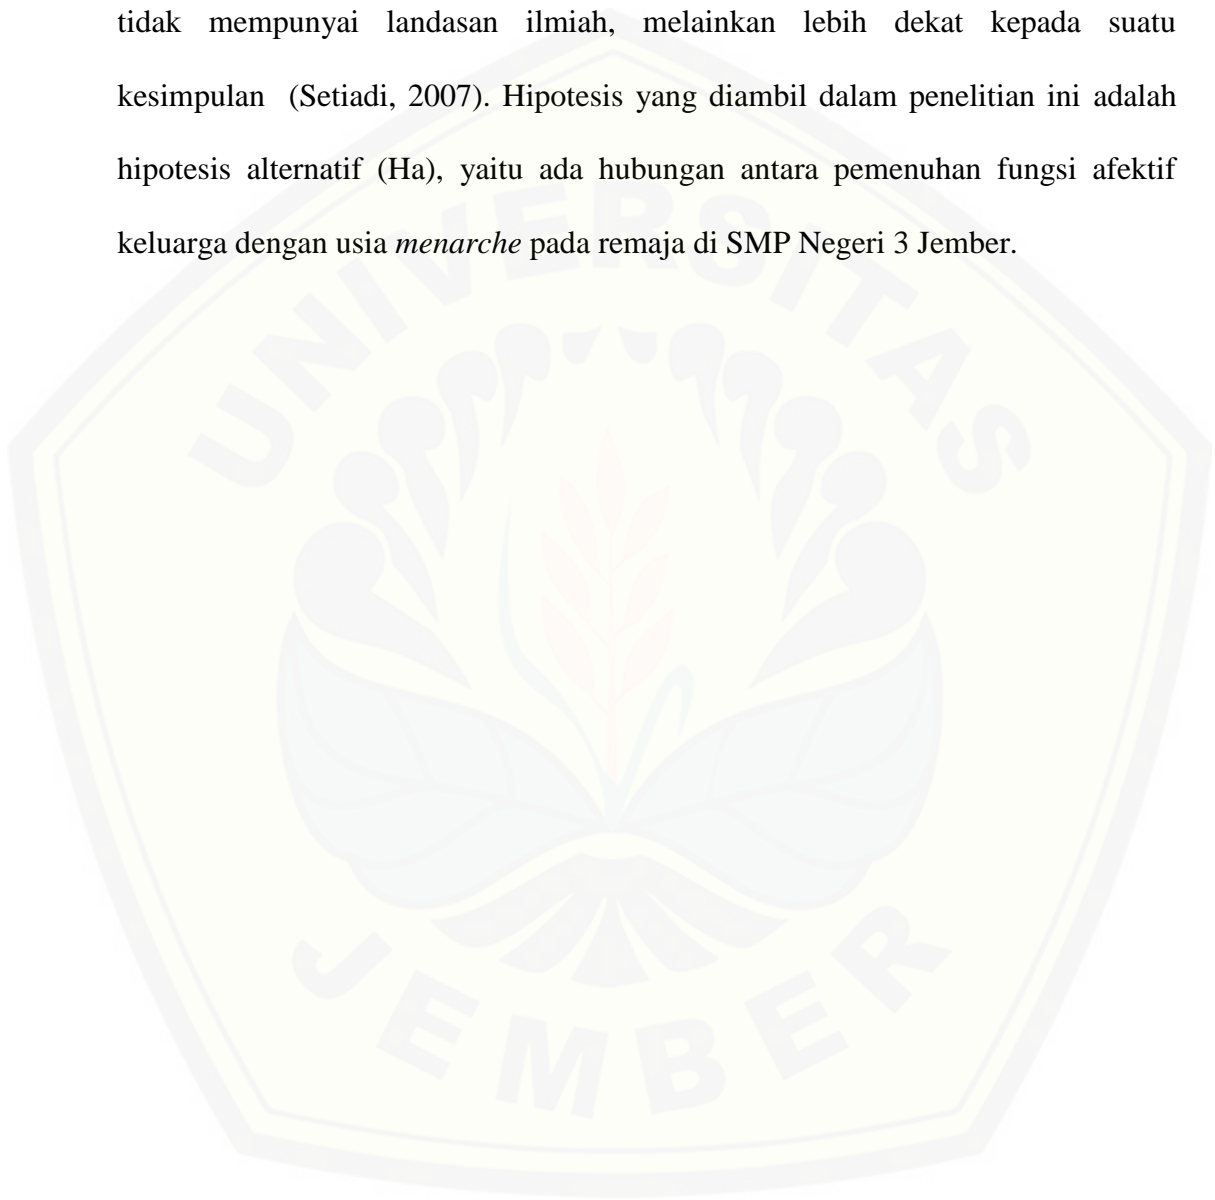 tidak mempunyai landasan ilmiah, melainkan lebih dekat kepada suatu
kesimpulan (Setiadi, 2007). Hipotesis yang diambil dalam penelitian ini adalah
hipotesis alternatif (Ha), yaitu ada hubungan antara pemenuhan fungsi afektif
keluarga dengan usia menarche pada remaja di SMP Negeri 3 Jember.
UNIVERSITAS
JEMBER